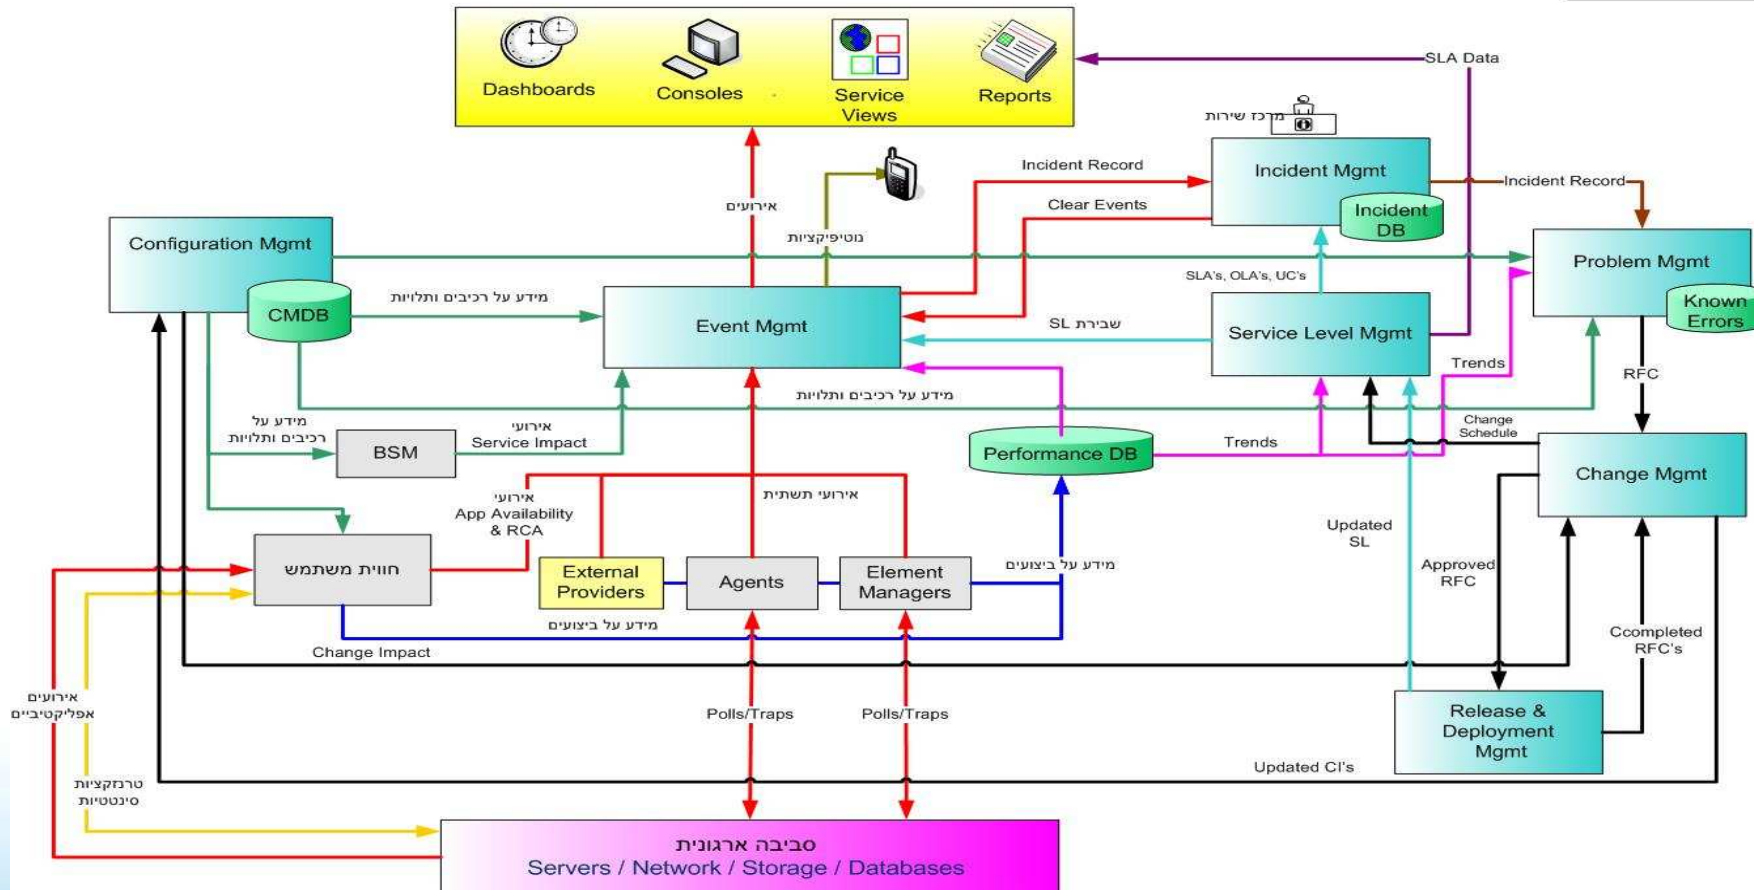 Dashboards
Consoles
Service
Views
Reports
SLA Data
מרכז שירות
Incident Mgmt
Incident
DB
Incident Record
Incident Record
Clear Events
אירועים
נוטיפיקציות
Configuration Mgmt
CMDB
מידע על רכיבים ותלויות
Event Mgmt
SLA's, OLA's, UC's
Problem Mgmt
Known
Errors
שבירת SL
Service Level Mgmt
Trends
RFC
מידע על רכיבים ותלויות
מידע על
רכיבים ותלויות
BSM
אירועי
Service Impact
Performance DB
Trends
Change
Schedule
Change Mgmt
אירועי
App Availability
& RCA
אירועי תשתית
חווית משתמש
External
Providers
Agents
Element
Managers
מידע על ביצועים
Updated
SL
Approved
RFC
מידע על ביצועים
Change Impact
Ccompleted
RFC's
אירועים
אפליקטיביים
Polls/Traps
Polls/Traps
Release &
Deployment
Mgmt
Updated CI's
טרנזקציות
סינטטיות
סביבה ארגונית
Servers / Network / Storage / Databases